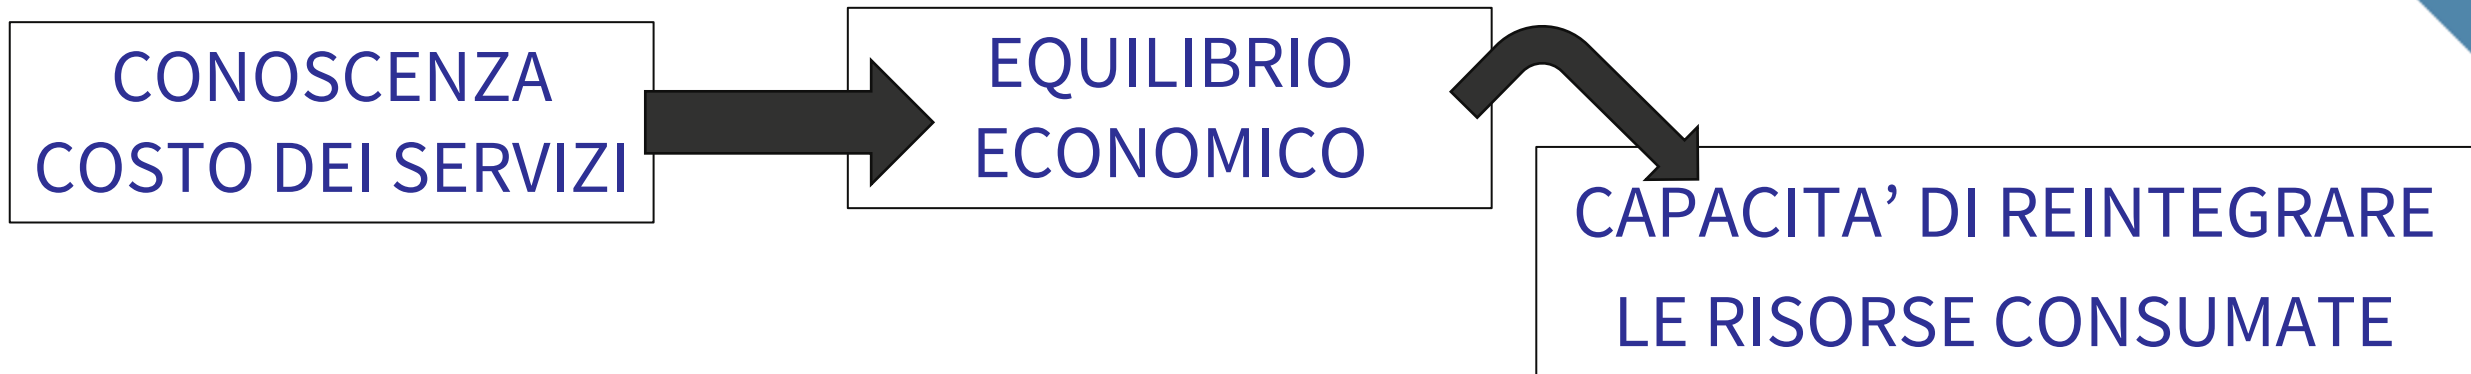 CONOSCENZA
COSTO DEI SERVIZI
EQUILIBRIO
ECONOMICO
CAPACITA’ DI REINTEGRARE
LE RISORSE CONSUMATE